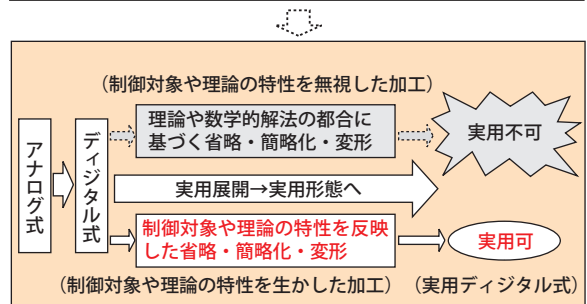 （制御対象や理論の特性を無視した加工）
理論や数学的解法の都合に
基づく省略・簡略化・変形
実用不可
アナログ式
ディジタル式
実用展開→実用形態へ
制御対象や理論の特性を反映
した省略・簡略化・変形
実用可
（制御対象や理論の特性を生かした加工）
（実用ディジタル式）